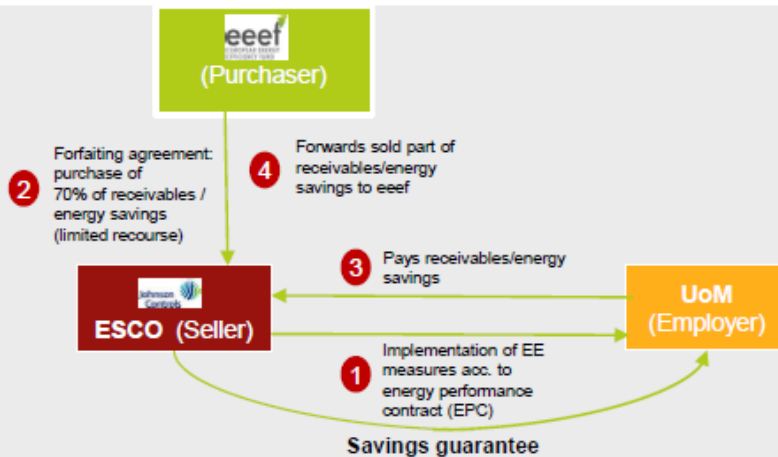 eeef
EUROPEAN ENERGY
EFFICIENCY FUND
(Purchaser)
Forfaiting agreement:
purchase of
70% of receivables /
energy savings
(limited recourse)
2
4
Forwards sold part of
receivables/energy
savings to eeef
3
Pays receivables/energy
savings
Johnson
Controls
ESCO (Seller)
UoM
(Employer)
1
Implementation of EE
measures acc. to
energy performance
contract (EPC)
Savings guarantee